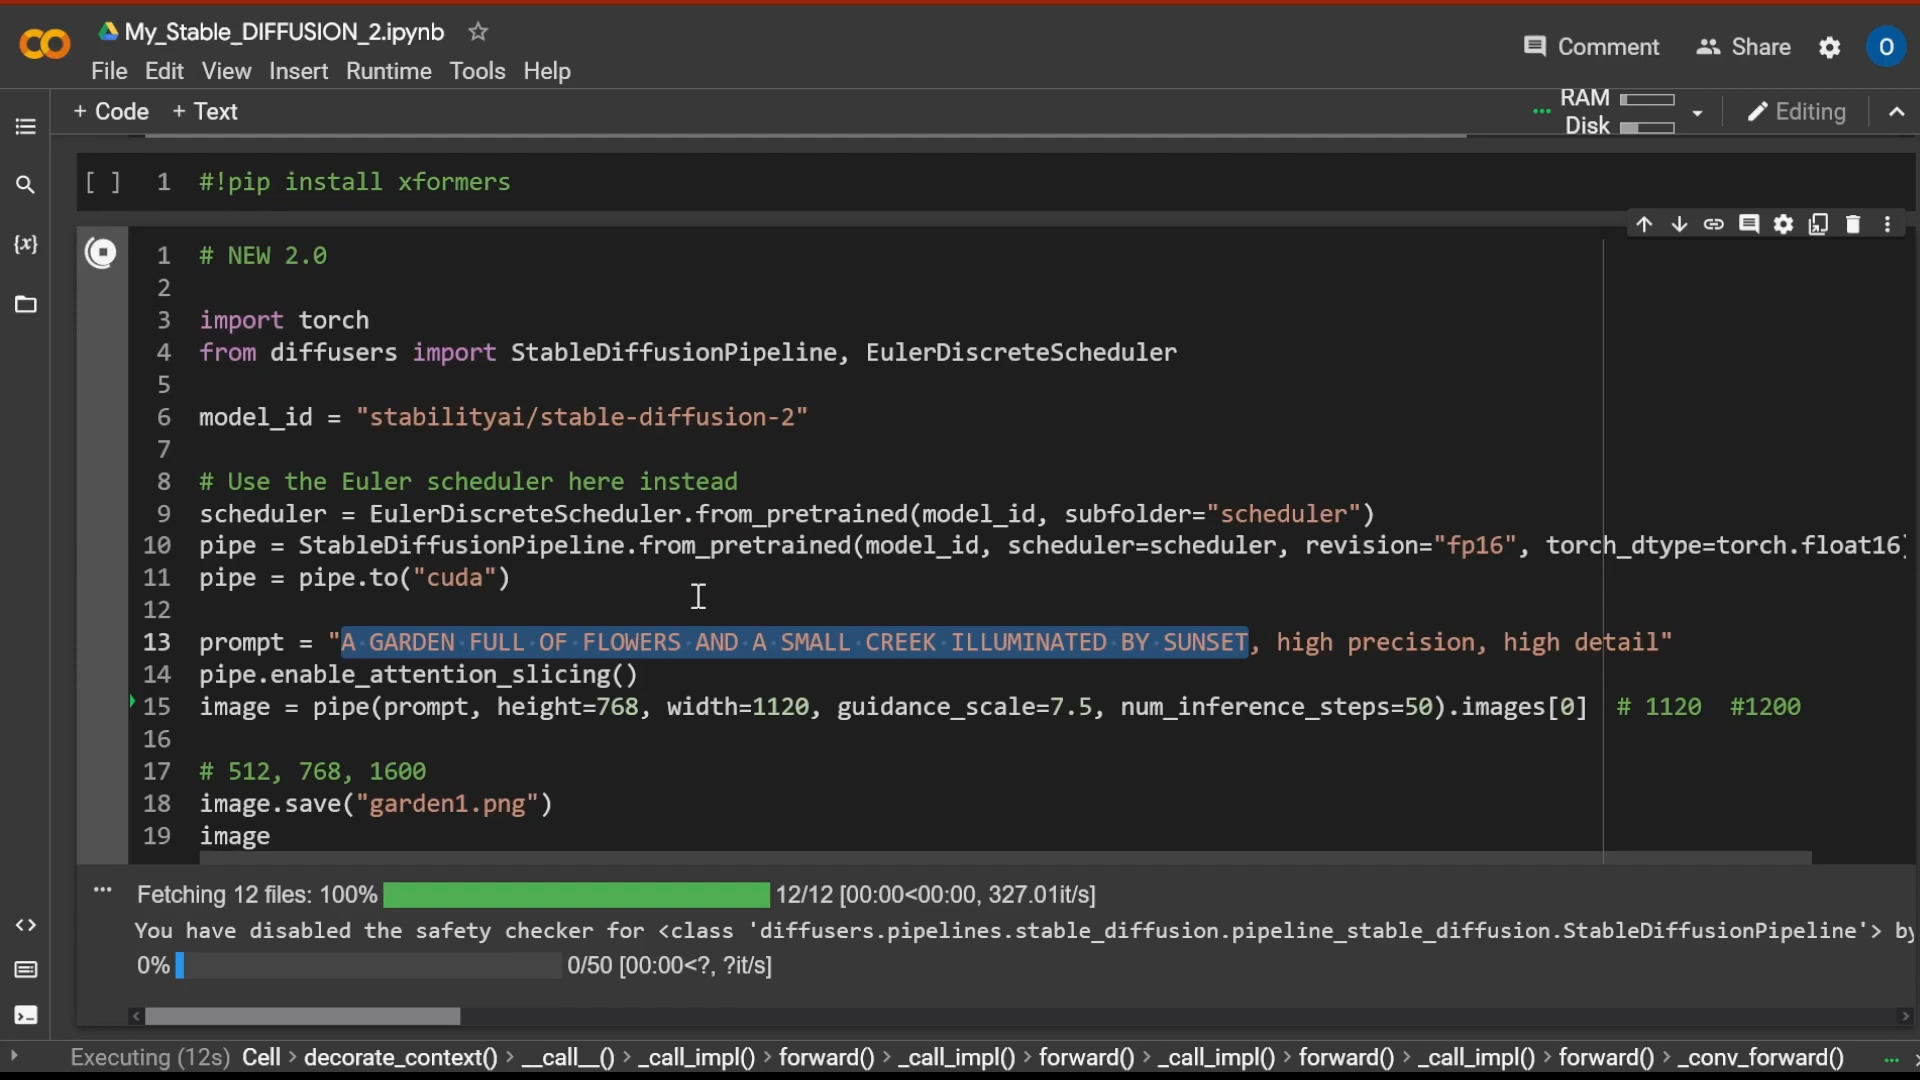 My_Stable_DIFFUSION_2.ipynb
File Edit View Insert Runtime Tools Help
Comment Share O
+ Code + Text
RAM
Disk
Editing
[ ] 1 #!pip install xformers
1 # NEW 2.0
2
3 import torch
4 from diffusers import StableDiffusionPipeline, EulerDiscreteScheduler
5
6 model_id = "stabilityai/stable-diffusion-2"
7
8 # Use the Euler scheduler here instead
9 scheduler = EulerDiscreteScheduler.from_pretrained(model_id, subfolder="scheduler")
10 pipe = StableDiffusionPipeline.from_pretrained(model_id, scheduler=scheduler, revision="fp16", torch_dtype=torch.float16)
11 pipe = pipe.to("cuda")
12
13 prompt = "A GARDEN FULL OF FLOWERS AND A SMALL CREEK ILLUMINATED BY SUNSET, high precision, high detail"
14 pipe.enable_attention_slicing()
15 image = pipe(prompt, height=768, width=1120, guidance_scale=7.5, num_inference_steps=50).images[0] # 1120 #1200
16
17 # 512, 768, 1600
18 image.save("garden1.png")
19 image
Fetching 12 files: 100% 12/12 [00:00<00:00, 327.01it/s]
You have disabled the safety checker for <class 'diffusers.pipelines.stable_diffusion.pipeline_stable_diffusion.StableDiffusionPipeline'> by
0% 0/50 [00:00<?, ?it/s]
Executing (12s) Cell > decorate_context() > __call__() > _call_impl() > forward() > _call_impl() > forward() > _call_impl() > forward() > _call_impl() > forward() > _conv_forward()